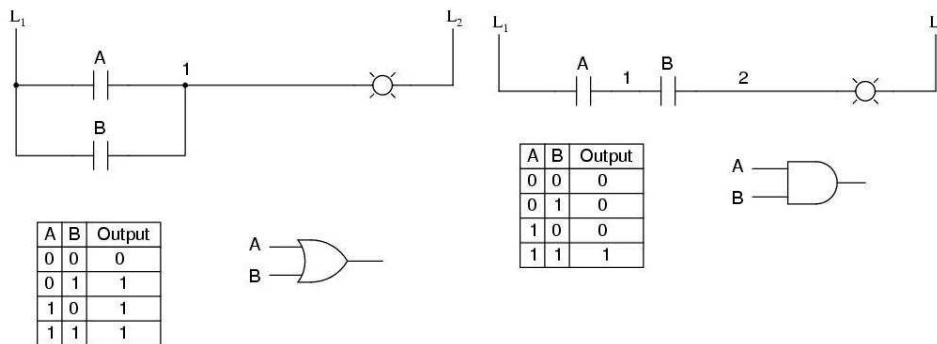 L1 L2
A
1
B
A B Output
0 0 0
0 1 1
1 0 1
1 1 1
A
B
L1 L
A B
1 2
A B Output
0 0 0
0 1 0
1 0 0
1 1 1
A
B